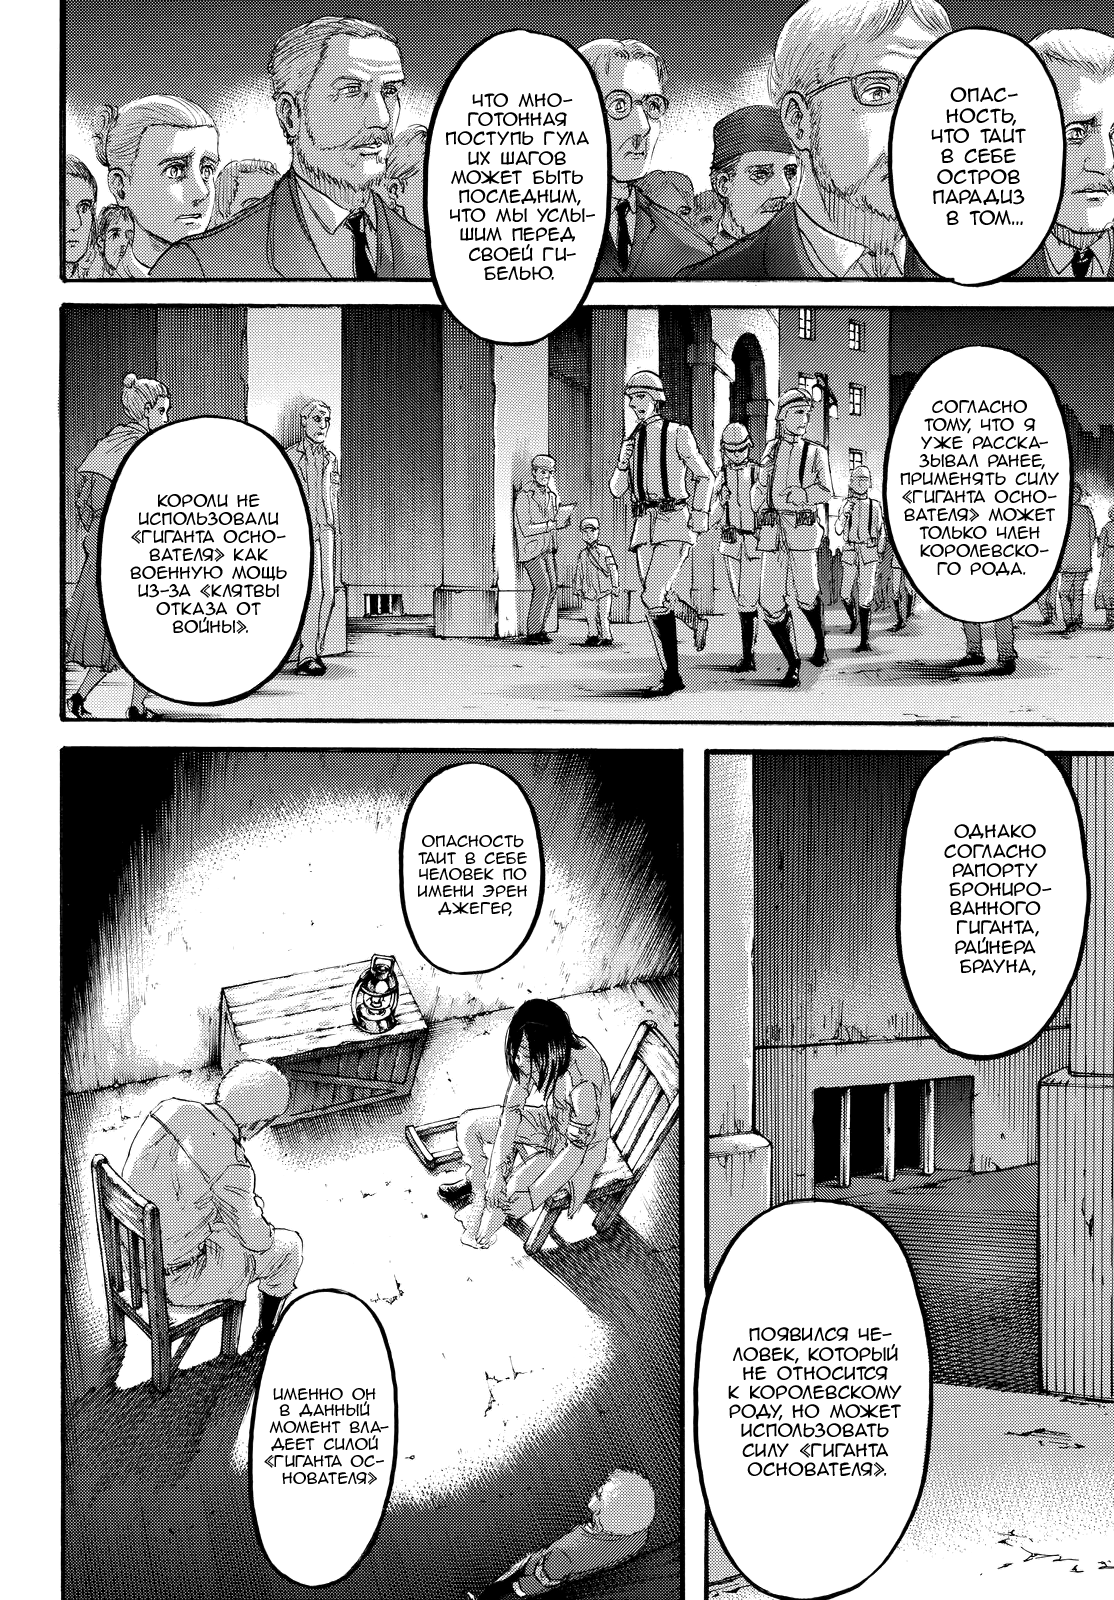 ОПАС-
НОСТЬ,
ЧТО ТАИТ
В СЕБЕ
ОСТРОВ
ПАРАДИЗ
В ТОМ...
ЧТО МНО-
ГОТОННАЯ
ПОСТУПЬ ГУЛА
ИХ ШАГОВ
МОЖЕТ БЫТЬ
ПОСЛЕДНИМ,
ЧТО МЫ УСЛЫ-
ШИМ ПЕРЕД
СВОЕЙ ГИ-
БЕЛЬЮ.
СОГЛАСНО
ТОМУ, ЧТО Я
УЖЕ РАССКА-
ЗЫВАЛ РАНЕЕ,
ПРИМЕНЯТЬ СИЛУ
«ГИГАНТА ОСНО-
ВАТЕЛЯ» МОЖЕТ
ТОЛЬКО ЧЛЕН
КОРОЛЕВСКО-
ГО РОДА.
КОРОЛИ НЕ
ИСПОЛЬЗОВАЛИ
«ГИГАНТА ОСНО-
ВАТЕЛЯ» КАК
ВОЕННУЮ МОЩЬ
ИЗ-ЗА «КЛЯТВЫ
ОТКАЗА ОТ
ВОЙНЫ».
ОДНАКО
СОГЛАСНО
РАПОРТУ
БРОНИРО-
ВАННОГО
ГИГАНТА,
РАЙНЕРА
БРАУНА,
ПОЯВИЛСЯ ЧЕ-
ЛОВЕК, КОТОРЫЙ
НЕ ОТНОСИТСЯ
К КОРОЛЕВСКОМУ
РОДУ, НО МОЖЕТ
ИСПОЛЬЗОВАТЬ
СИЛУ «ГИГАНТА
ОСНОВАТЕЛЯ».
ОПАСНОСТЬ
ТАИТ В СЕБЕ
ЧЕЛОВЕК ПО
ИМЕНИ ЭРЕН
ДЖЕГЕР,
ИМЕННО ОН
В ДАННЫЙ
МОМЕНТ ВЛА-
ДЕЕТ СИЛОЙ
«ГИГАНТА ОС-
НОВАТЕЛЯ»